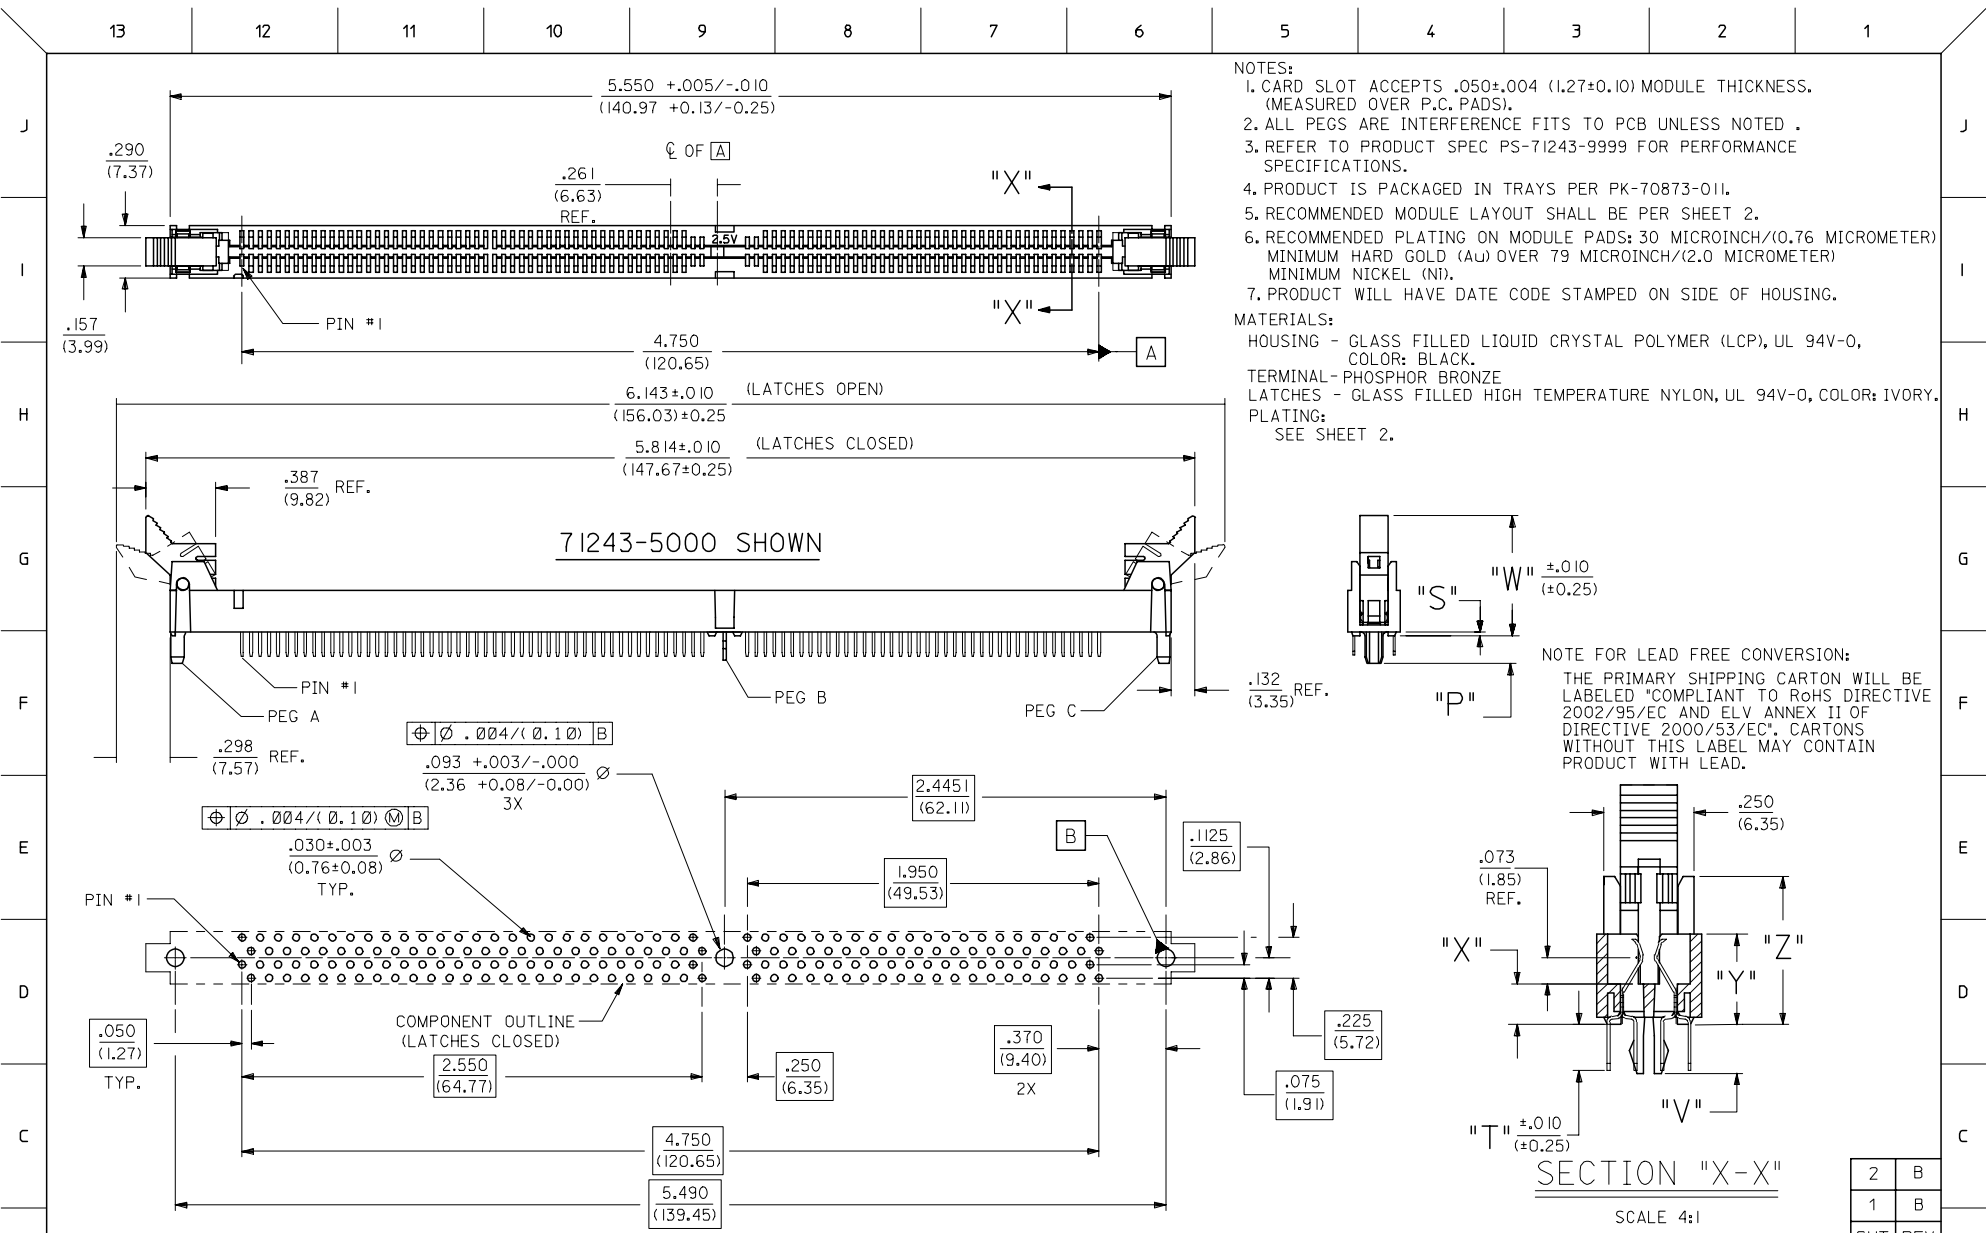 13 12 11 10 9 8 7 6 5 4 3 2 1
J
I
H
G
F
E
D
C
J
I
H
G
F
E
D
C
5.550 +.005/-.010
(140.97 +0.13/-0.25)
℄ OF A
.290
(7.37)
.261
(6.63)
REF.
"X"
2.5V
"X"
PIN #1
.157
(3.99)
4.750
(120.65)
A
6.143±.010 (LATCHES OPEN)
(156.03)±0.25
5.814±.010 (LATCHES CLOSED)
(147.67±0.25)
.387
(9.82) REF.
71243-5000 SHOWN
PIN #1
PEG A
PEG B
PEG C
.132
(3.35) REF.
.298
(7.57) REF.
NOTES:
1. CARD SLOT ACCEPTS .050±.004 (1.27±0.10) MODULE THICKNESS.
(MEASURED OVER P.C. PADS).
2. ALL PEGS ARE INTERFERENCE FITS TO PCB UNLESS NOTED .
3. REFER TO PRODUCT SPEC PS-71243-9999 FOR PERFORMANCE
SPECIFICATIONS.
4. PRODUCT IS PACKAGED IN TRAYS PER PK-70873-011.
5. RECOMMENDED MODULE LAYOUT SHALL BE PER SHEET 2.
6. RECOMMENDED PLATING ON MODULE PADS: 30 MICROINCH/(0.76 MICROMETER)
MINIMUM HARD GOLD (Au) OVER 79 MICROINCH/(2.0 MICROMETER)
MINIMUM NICKEL (Ni).
7. PRODUCT WILL HAVE DATE CODE STAMPED ON SIDE OF HOUSING.
MATERIALS:
HOUSING - GLASS FILLED LIQUID CRYSTAL POLYMER (LCP), UL 94V-0,
COLOR: BLACK.
TERMINAL- PHOSPHOR BRONZE
LATCHES - GLASS FILLED HIGH TEMPERATURE NYLON, UL 94V-0, COLOR: IVORY.
PLATING:
SEE SHEET 2.
"S"
"W" ±.010
(±0.25)
"P"
NOTE FOR LEAD FREE CONVERSION:
THE PRIMARY SHIPPING CARTON WILL BE
LABELED "COMPLIANT TO RoHS DIRECTIVE
2002/95/EC AND ELV ANNEX II OF
DIRECTIVE 2000/53/EC". CARTONS
WITHOUT THIS LABEL MAY CONTAIN
PRODUCT WITH LEAD.
⌖ Ø .004/(0.10) B
.093 +.003/-.000
(2.36 +0.08/-0.00) Ø
3X
⌖ Ø .004/(0.10) Ⓜ B
.030±.003
(0.76±0.08) Ø
TYP.
PIN #1
2.4451
(62.11)
B
1.950
(49.53)
.1125
(2.86)
COMPONENT OUTLINE
(LATCHES CLOSED)
.050
(1.27)
TYP.
2.550
(64.77)
.250
(6.35)
.370
(9.40)
2X
.225
(5.72)
.075
(1.91)
4.750
(120.65)
5.490
(139.45)
.250
(6.35)
.073
(1.85)
REF.
"X"
"Y"
"Z"
"V"
"T" ±.010
(±0.25)
SECTION "X-X"
SCALE 4:1
2 B
1 B